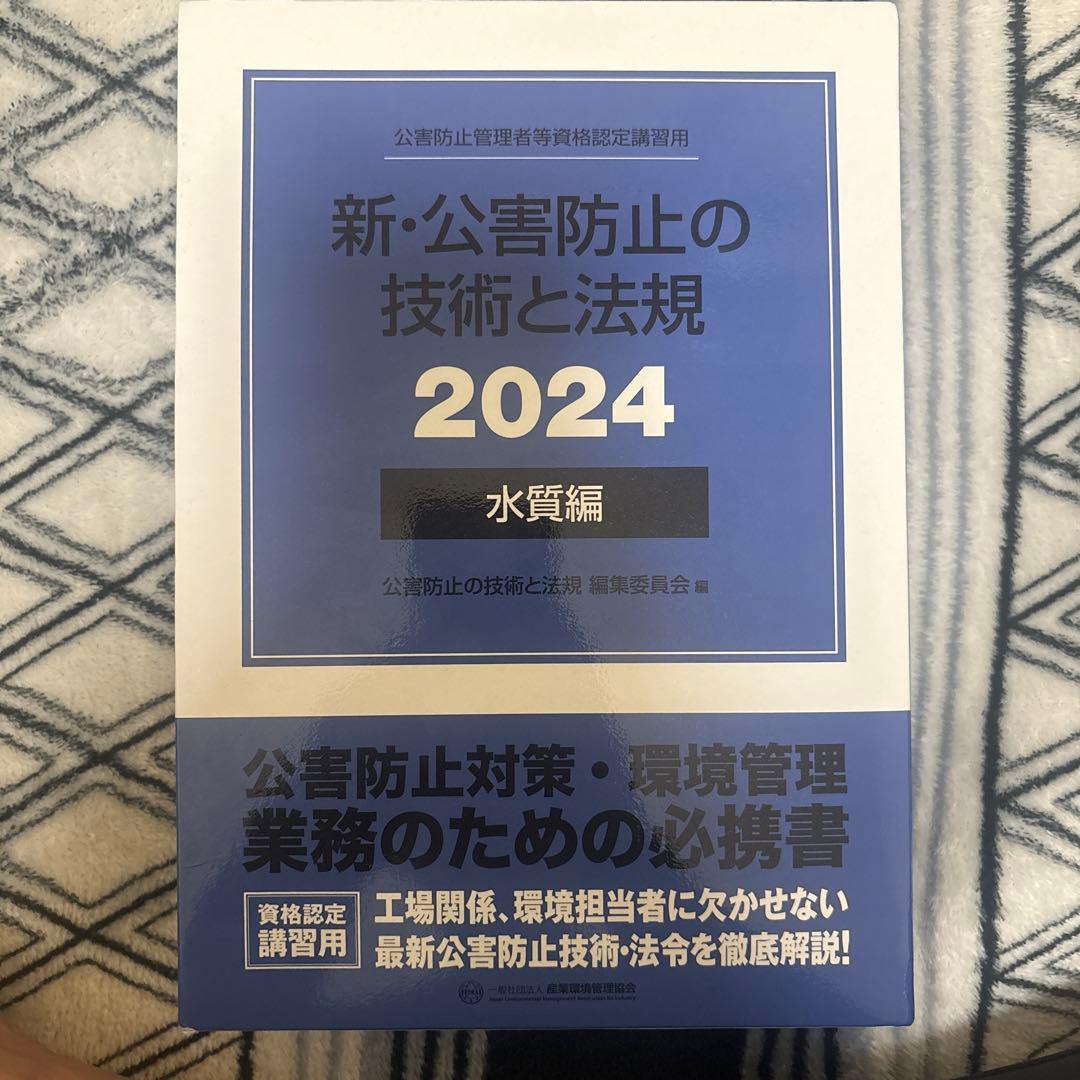 公害防止管理者等資格認定講習用
新・公害防止の
技術と法規
2024
水質編
公害防止の技術と法規 編集委員会 編
公害防止対策・環境管理
業務のための必携書
資格認定
講習用
工場関係、環境担当者に欠かせない
最新公害防止技術・法令を徹底解説!
一般社団法人 産業環境管理協会
Japan Environmental Management Association for Industry